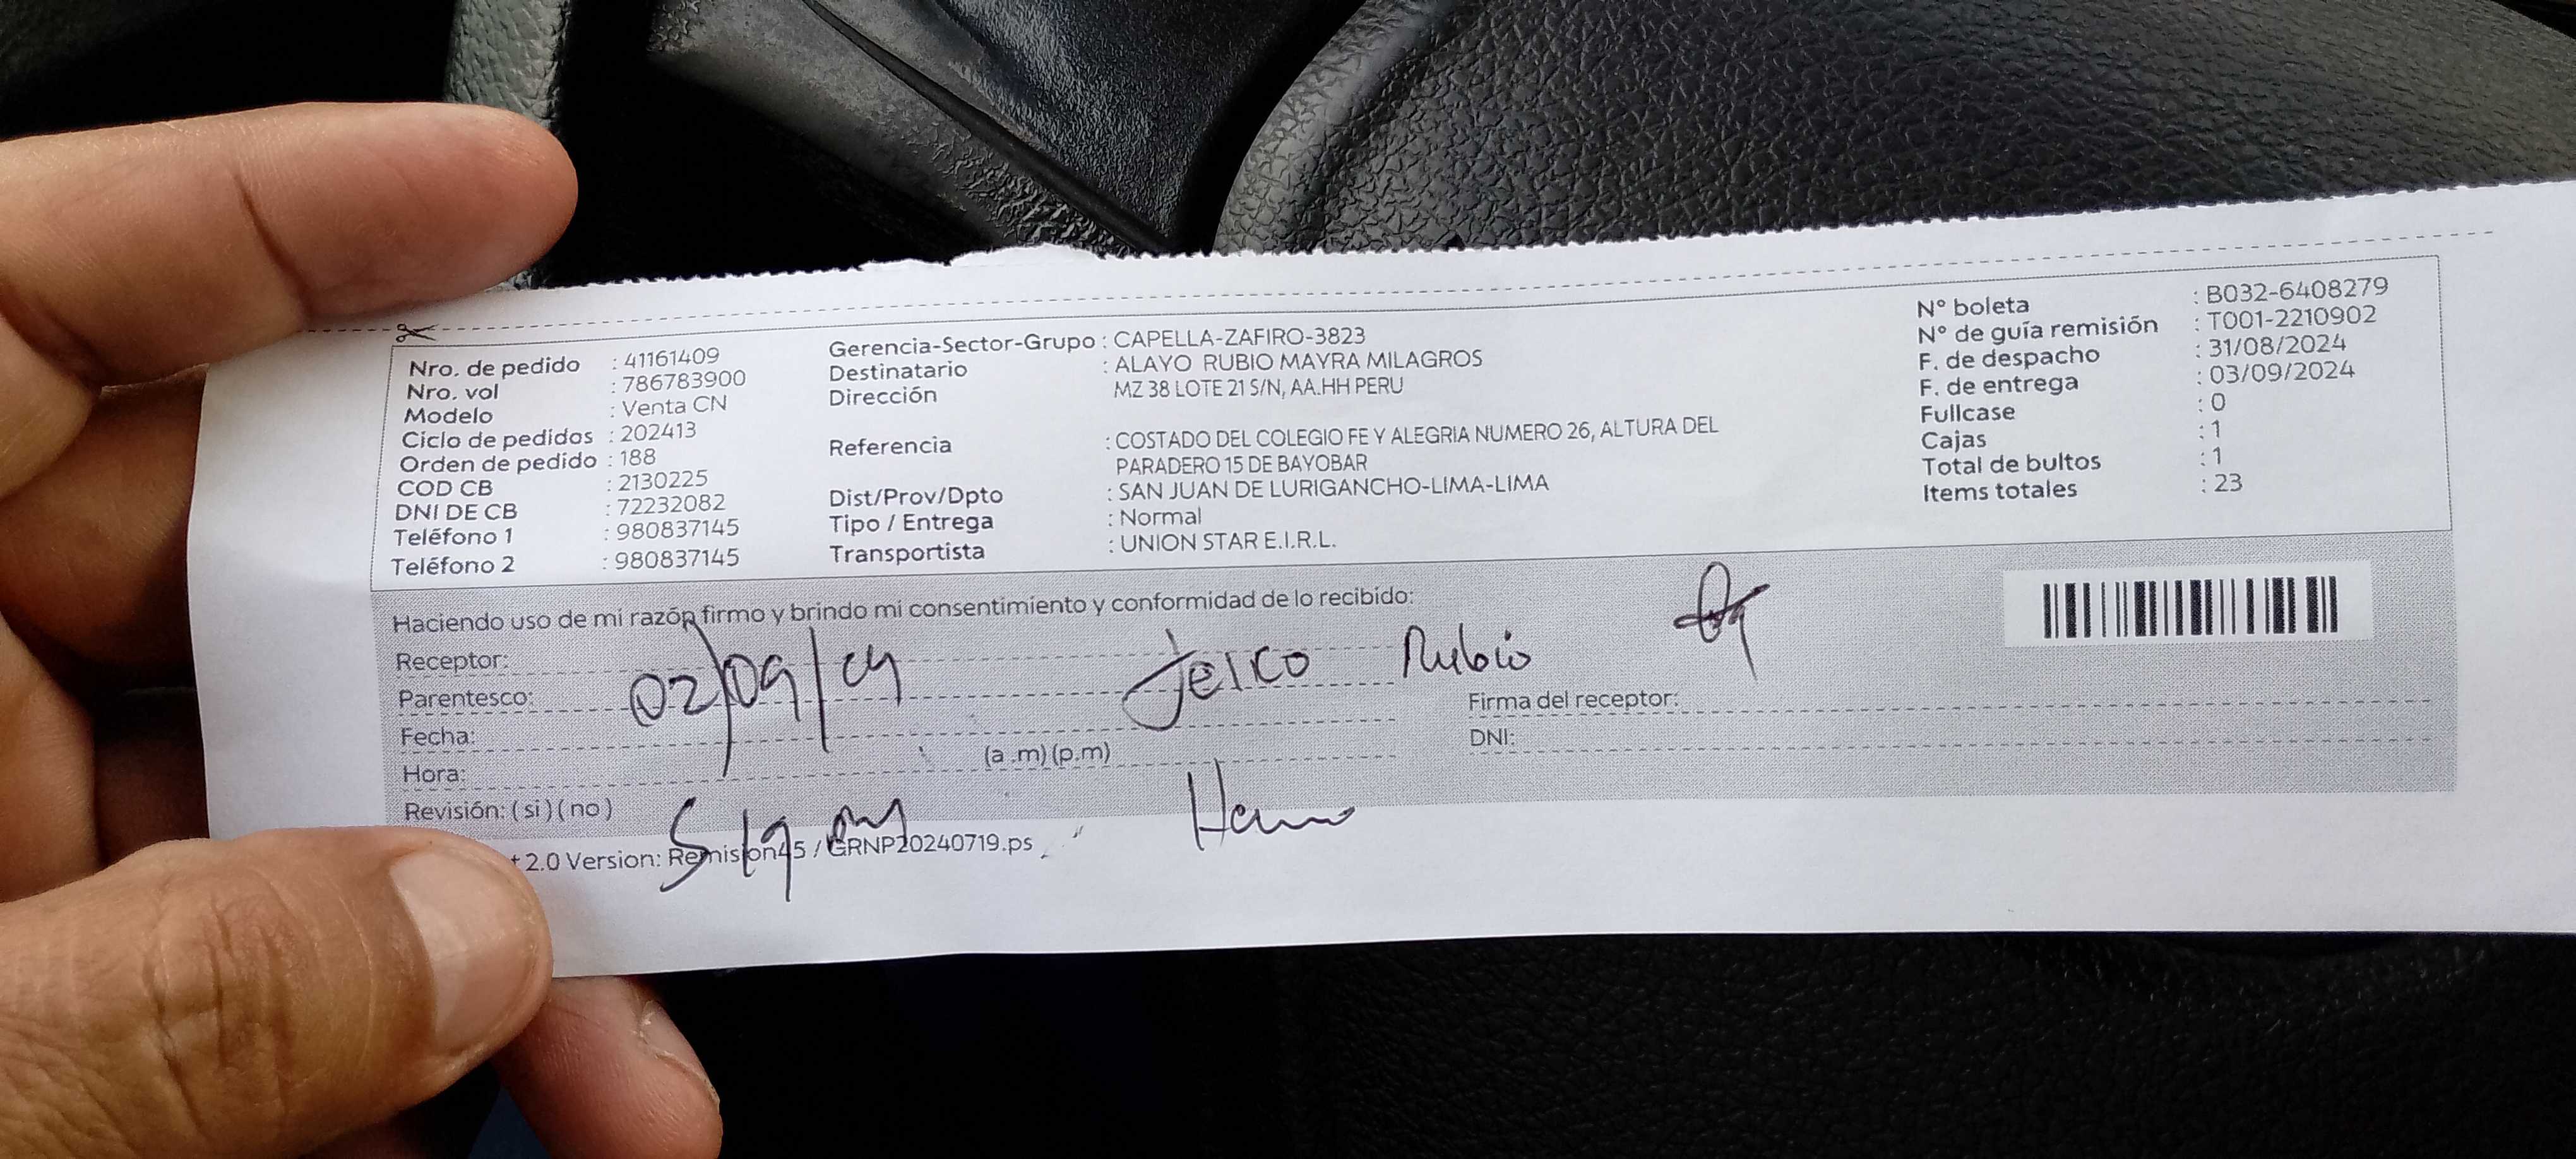 Nro. de pedido : 41161409
Nro. vol : 786783900
Modelo : Venta CN
Ciclo de pedidos : 202413
Orden de pedido : 188
COD CB : 2130225
DNI DE CB : 72232082
Teléfono 1 : 980837145
Teléfono 2 : 980837145
Gerencia-Sector-Grupo : CAPELLA-ZAFIRO-3823
Destinatario : ALAYO RUBIO MAYRA MILAGROS
Dirección MZ 38 LOTE 21 S/N, AA.HH PERU
Referencia : COSTADO DEL COLEGIO FE Y ALEGRIA NUMERO 26, ALTURA DEL
PARADERO 15 DE BAYOBAR
Dist/Prov/Dpto : SAN JUAN DE LURIGANCHO-LIMA-LIMA
Tipo / Entrega : Normal
Transportista : UNION STAR E.I.R.L.
N° boleta : B032-6408279
N° de guía remisión : T001-2210902
F. de despacho : 31/08/2024
F. de entrega : 03/09/2024
Fullcase : 0
Cajas : 1
Total de bultos : 1
Items totales : 23
Haciendo uso de mi razón firmo y brindo mi consentimiento y conformidad de lo recibido:
Receptor:
Parentesco:
Fecha:
Hora: (a .m) (p.m)
Revisión: ( si ) ( no )
02/09/
Jeico Rubio
Firma del receptor:
DNI:
2.0 Version: Remision45 / GRNP20240719.ps